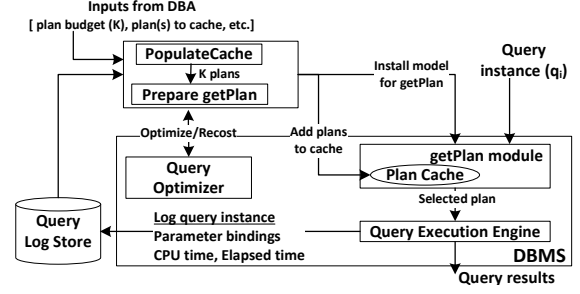 Inputs from DBA
[ plan budget (K), plan(s) to cache, etc.]
PopulateCache
K plans
Prepare getPlan
Install model
for getPlan
Query
instance (qi)
Optimize/Recost
Add plans
to cache
getPlan module
Plan Cache
Query
Optimizer
Selected plan
Query
Log Store
Log query instance
Parameter bindings
CPU time, Elapsed time
Query Execution Engine
DBMS
Query results